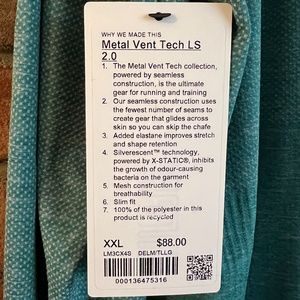 WHY WE MADE THIS
Metal Vent Tech LS
2.0
1. The Metal Vent Tech collection,
powered by seamless
construction, is the ultimate
gear for running and training
2. Our seamless construction uses
the fewest number of seams to
create gear that glides across
skin so you can skip the chafe
3. Added elastane improves stretch
and shape retention
4. Silverescent™ technology,
powered by X-STATIC®, inhibits
the growth of odour-causing
bacteria on the garment
5. Mesh construction for
breathability
6. Slim fit
7. 100% of the polyester in this
product is recycled
XXL $88.00
LM3CX4S DELM/TLLG
000136475316